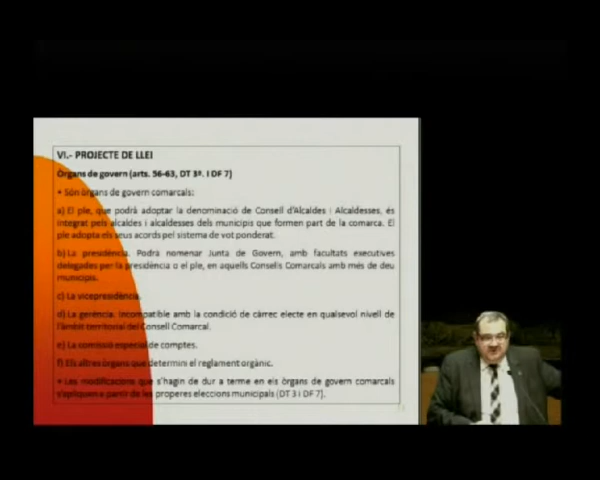 VI.- PROJECTE DE LLEI
Òrgans de govern (arts. 56-63, DT 3ª. I DF 7)
• Són òrgans de govern comarcals:
a) El ple, que podrà adoptar la denominació de Consell d'Alcaldes i Alcaldesses, és
integrat pels alcaldes i alcaldesses dels municipis que formen part de la comarca. El
ple adopta els seus acords pel sistema de vot ponderat.
b) La presidència. Podrà nomenar Junta de Govern, amb facultats executives
delegades per la presidència o el ple, en aquells Consells Comarcals amb més de deu
municipis.
c) La vicepresidència.
d) La gerència. Incompatible amb la condició de càrrec electe en qualsevol nivell de
l'àmbit territorial del Consell Comarcal.
e) La comissió especial de comptes.
f) Els altres òrgans que determini el reglament orgànic.
• Les modificacions que s'hagin de dur a terme en els òrgans de govern comarcals
s'apliquen a partir de les properes eleccions municipals (DT 3 i DF 7).